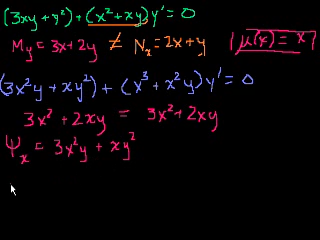 (3xy + y²) + (x² + xy) y' = 0
M_y = 3x + 2y ≠ N_x = 2x + y | μ(x) = x
(3x²y + xy²) + (x³ + x²y) y' = 0
3x² + 2xy = 3x² + 2xy
Ψ_x = 3x²y + xy²